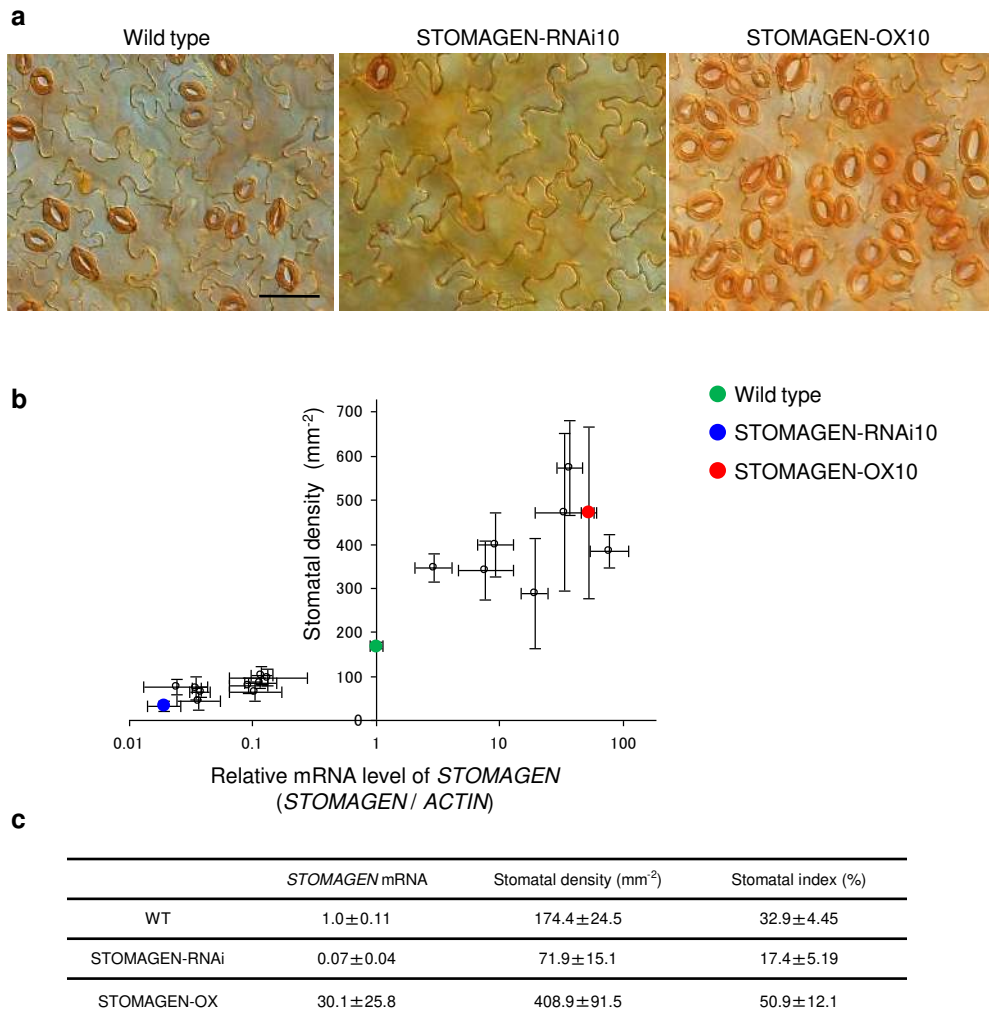 a
Wild type
STOMAGEN-RNAi10
STOMAGEN-OX10
b
Stomatal density (mm-2)
700
600
500
400
300
200
100
0
0.01
0.1
1
10
100
Relative mRNA level of STOMAGEN
(STOMAGEN / ACTIN)
Wild type
STOMAGEN-RNAi10
STOMAGEN-OX10
c
STOMAGEN mRNA Stomatal density (mm-2) Stomatal index (%)
WT 1.0±0.11 174.4±24.5 32.9±4.45
STOMAGEN-RNAi 0.07±0.04 71.9±15.1 17.4±5.19
STOMAGEN-OX 30.1±25.8 408.9±91.5 50.9±12.1